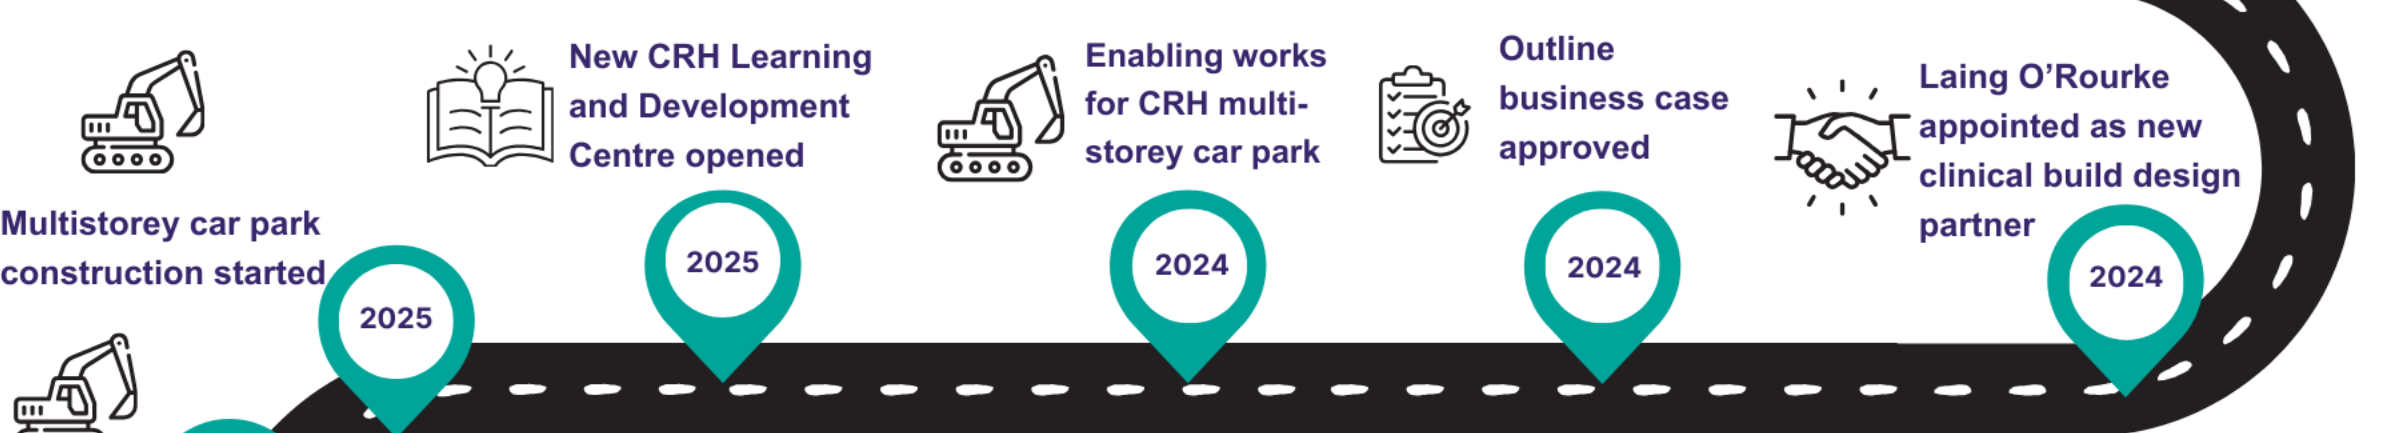 Multistorey car park
construction started
2025
New CRH Learning
and Development
Centre opened
2025
Enabling works
for CRH multi-
storey car park
2024
Outline
business case
approved
2024
Laing O’Rourke
appointed as new
clinical build design
partner
2024